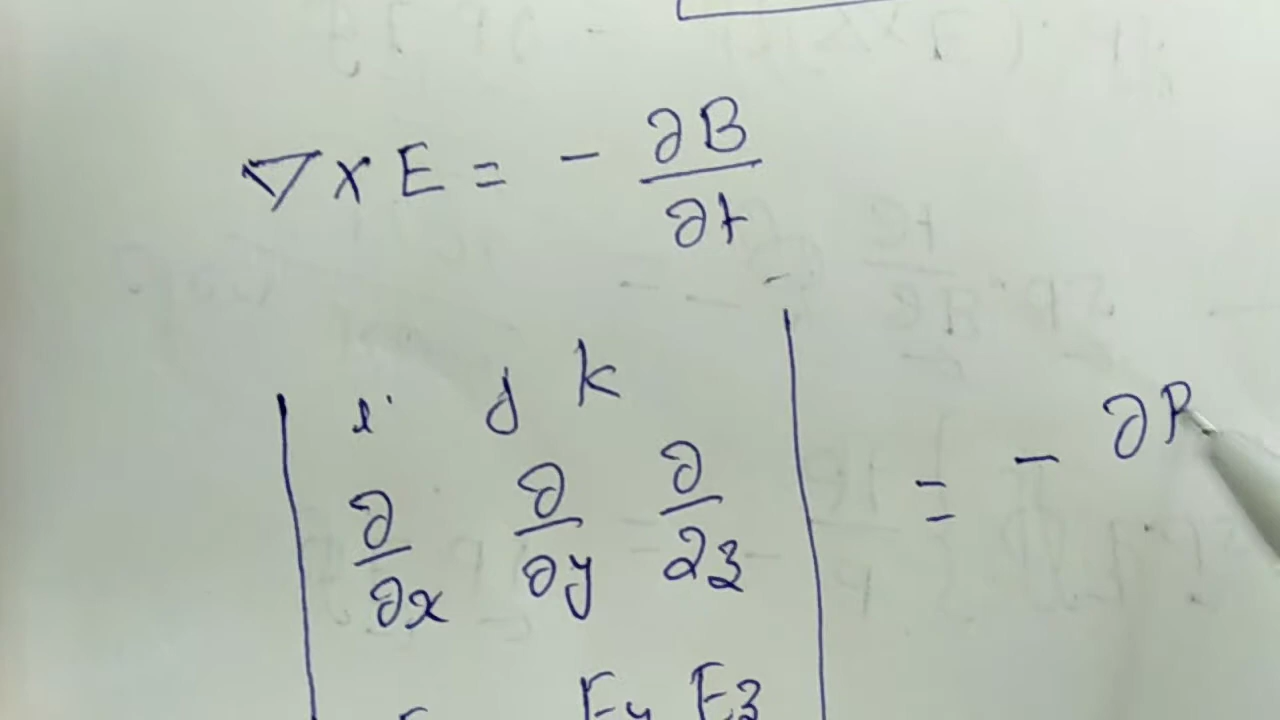 ∇ x E = - ∂B/∂t
i j k
∂/∂x ∂/∂y ∂/∂z = - ∂
Ey Ez